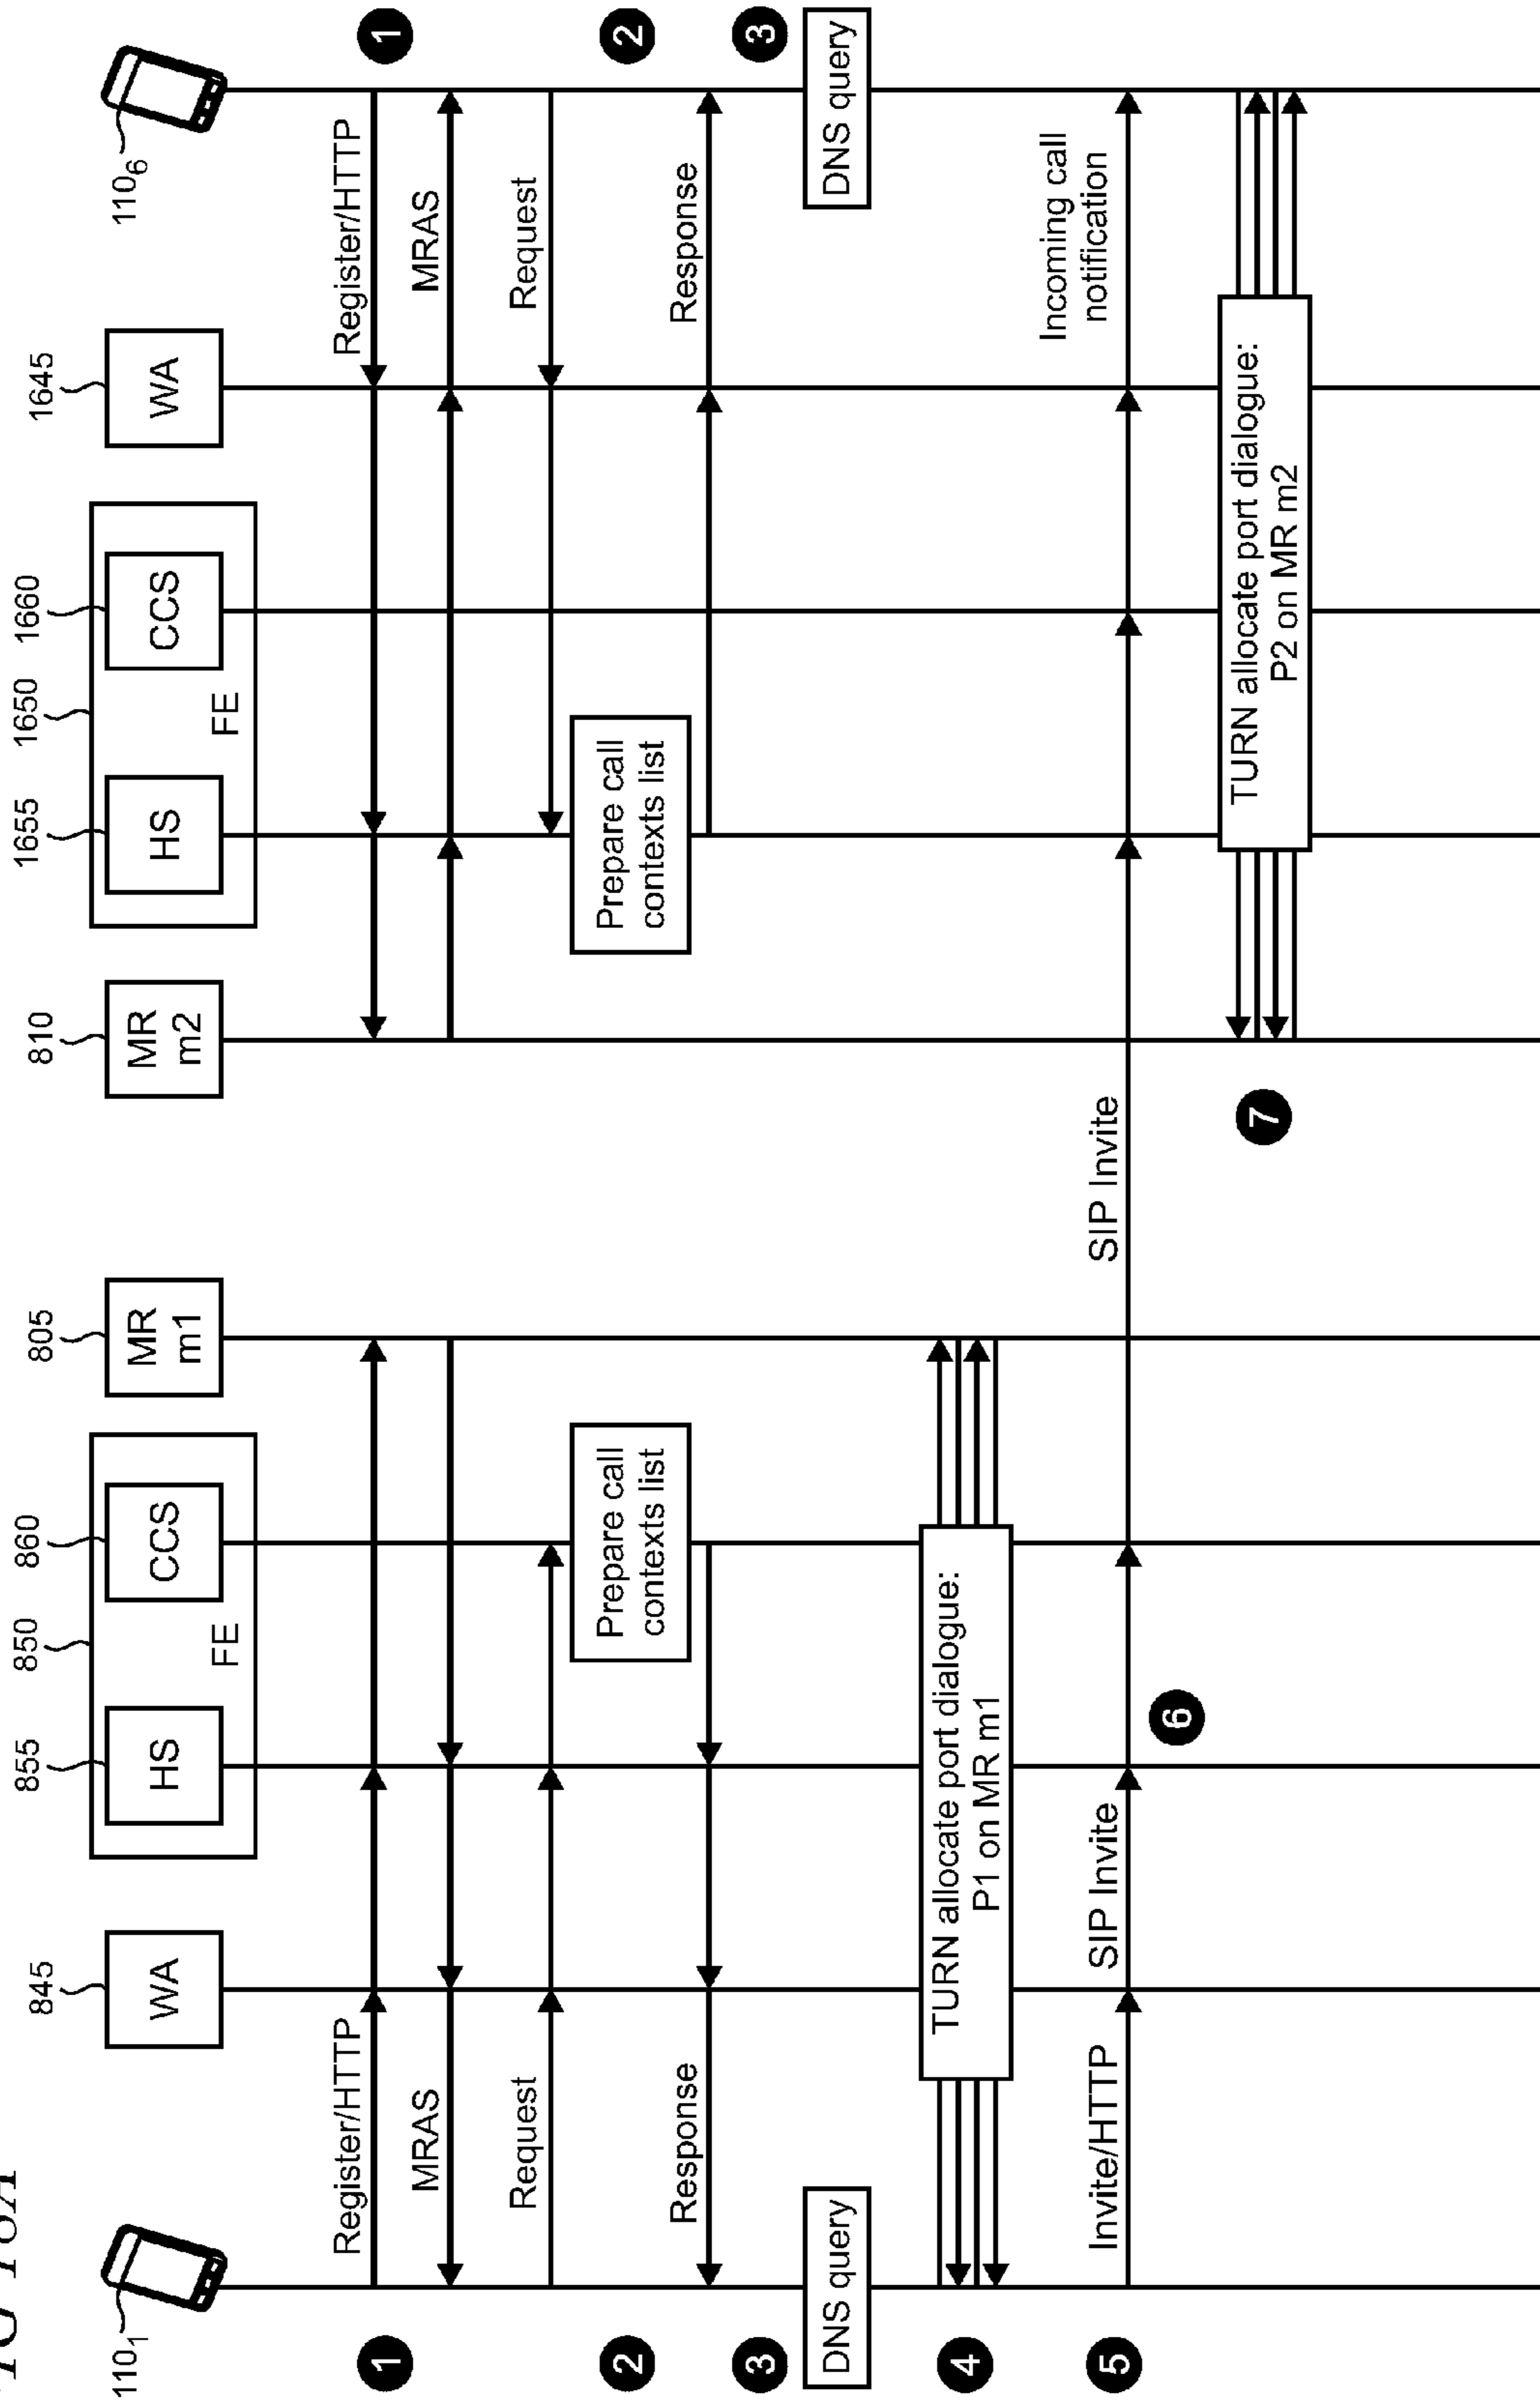 845
855
850
860
805
810
1655
1650
1660
1645
110₁
WA
HS
CCS
MR
m1
MR
m2
HS
CCS
WA
110₆
FE
FE
Register/HTTP
Register/HTTP
1
1
MRAS
MRAS
Request
Request
2
Prepare call
contexts list
Prepare call
contexts list
2
Response
Response
3
3
DNS query
DNS query
4
TURN allocate port dialogue:
P1 on MR m1
5
Invite/HTTP
SIP Invite
SIP Invite
Incoming call
notification
6
7
TURN allocate port dialogue:
P2 on MR m2